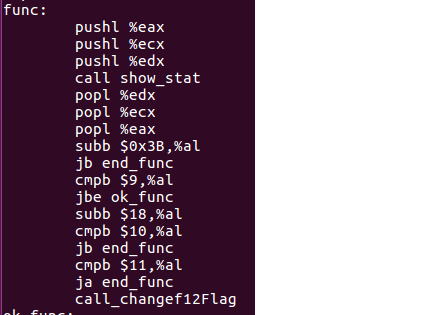 func:
pushl %eax
pushl %ecx
pushl %edx
call show_stat
popl %edx
popl %ecx
popl %eax
subb $0x3B,%al
jb end_func
cmpb $9,%al
jbe ok_func
subb $18,%al
cmpb $10,%al
jb end_func
cmpb $11,%al
ja end_func
call_changef12Flag
ok_func: